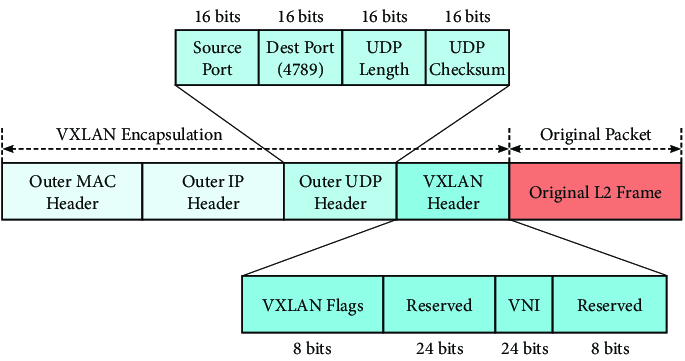 16 bits 16 bits 16 bits 16 bits
Source Port
Dest Port (4789)
UDP Length
UDP Checksum
VXLAN Encapsulation
Original Packet
Outer MAC Header
Outer IP Header
Outer UDP Header
VXLAN Header
Original L2 Frame
VXLAN Flags
Reserved
VNI
Reserved
8 bits 24 bits 24 bits 8 bits